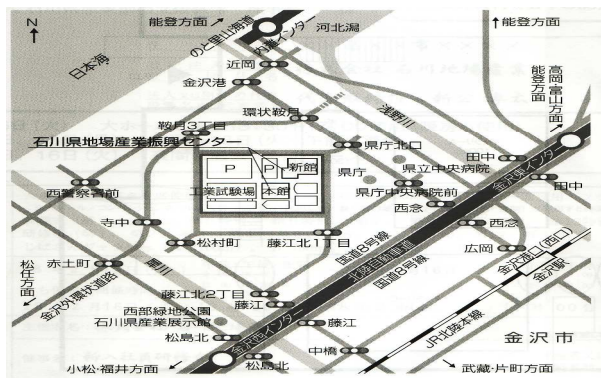 N
能登方面
のと里山海道
内灘インター
河北潟
↑能登方面
日本海
近岡
金沢港
高岡・富山方面
能登方面
鞍月3丁目
環状鞍月
浅野川
石川県地場産業振興センター
県庁北口
田中
P
P
新館
県庁
県立中央病院
金沢東インター
田中
西警察署前
工業試験場
本館
県庁中央病院前
西念
寺中
西念
松村町
藤江北1丁目
国道8号線
北陸自動車道
国道8号線
広岡
金沢港口(西口)
金沢駅
赤土町
松任方面
金沢外環状道路
犀川
藤江北2丁目
藤江
西部緑地公園
石川県産業展示館
藤江
JR北陸本線
金沢市
松島北
金沢西インター
松島北
中橋
小松・福井方面
武蔵・片町方面